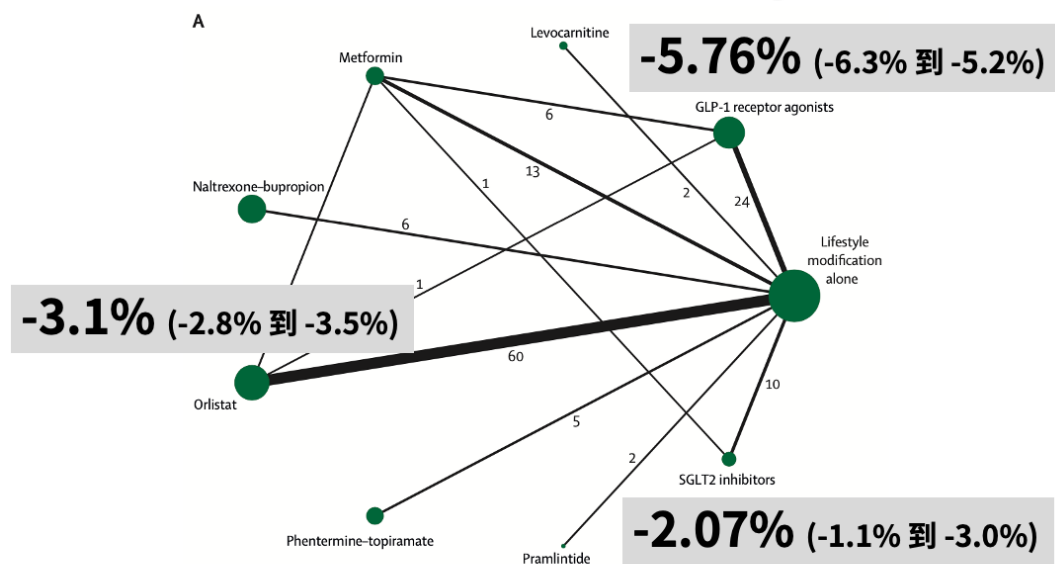 A
Levocarnitine
-5.76% (-6.3% 到 -5.2%)
Metformin
GLP-1 receptor agonists
6
13
1
2
24
Naltrexone–bupropion
6
Lifestyle
modification
alone
1
-3.1% (-2.8% 到 -3.5%)
60
10
Orlistat
5
2
SGLT2 inhibitors
-2.07% (-1.1% 到 -3.0%)
Phentermine–topiramate
Pramlintide